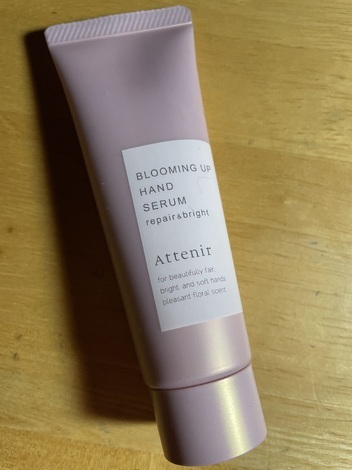 BLOOMING UP
HAND
SERUM
repair&bright
Attenir
for beautifully fair,
bright, and soft hands
pleasant floral scent